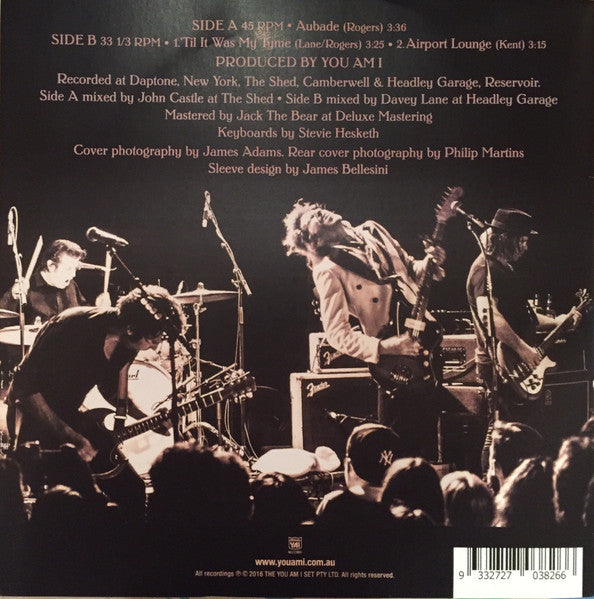 SIDE A 45 RPM • Aubade (Rogers) 3:36
SIDE B 33 1/3 RPM • 1.'Til It Was My Tyme (Lane/Rogers) 3:25 • 2. Airport Lounge (Kent) 3:15
PRODUCED BY YOU AM I
Recorded at Daptone, New York, The Shed, Camberwell & Headley Garage, Reservoir.
Side A mixed by John Castle at The Shed • Side B mixed by Davey Lane at Headley Garage
Mastered by Jack The Bear at Deluxe Mastering
Keyboards by Stevie Hesketh
Cover photography by James Adams. Rear cover photography by Philip Martins
Sleeve design by James Bellesini
Fender
Fender
YAI
www.youami.com.au
All recordings ℗ © 2016 THE YOU AM I SET PTY LTD. All rights reserved.
9 332727 038266